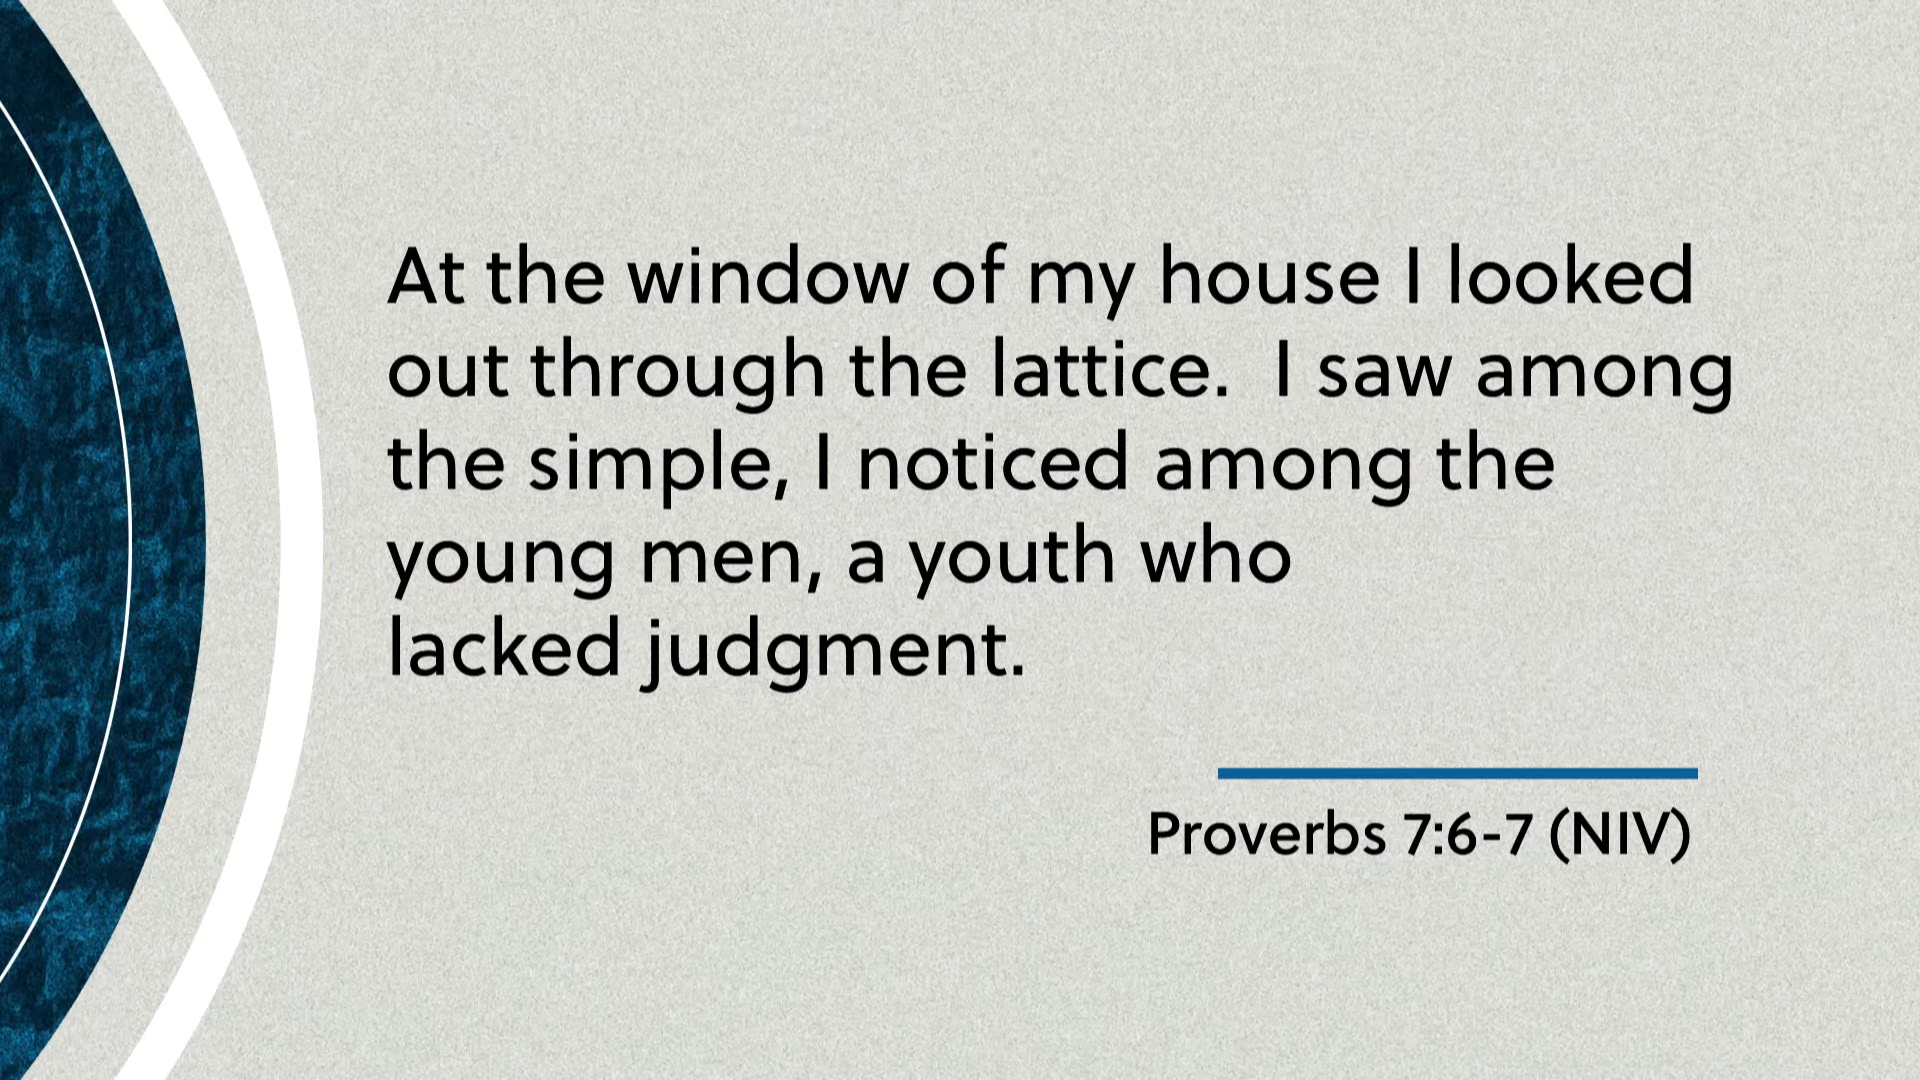 At the window of my house I looked
out through the lattice.  I saw among
the simple, I noticed among the
young men, a youth who
lacked judgment.
Proverbs 7:6-7 (NIV)